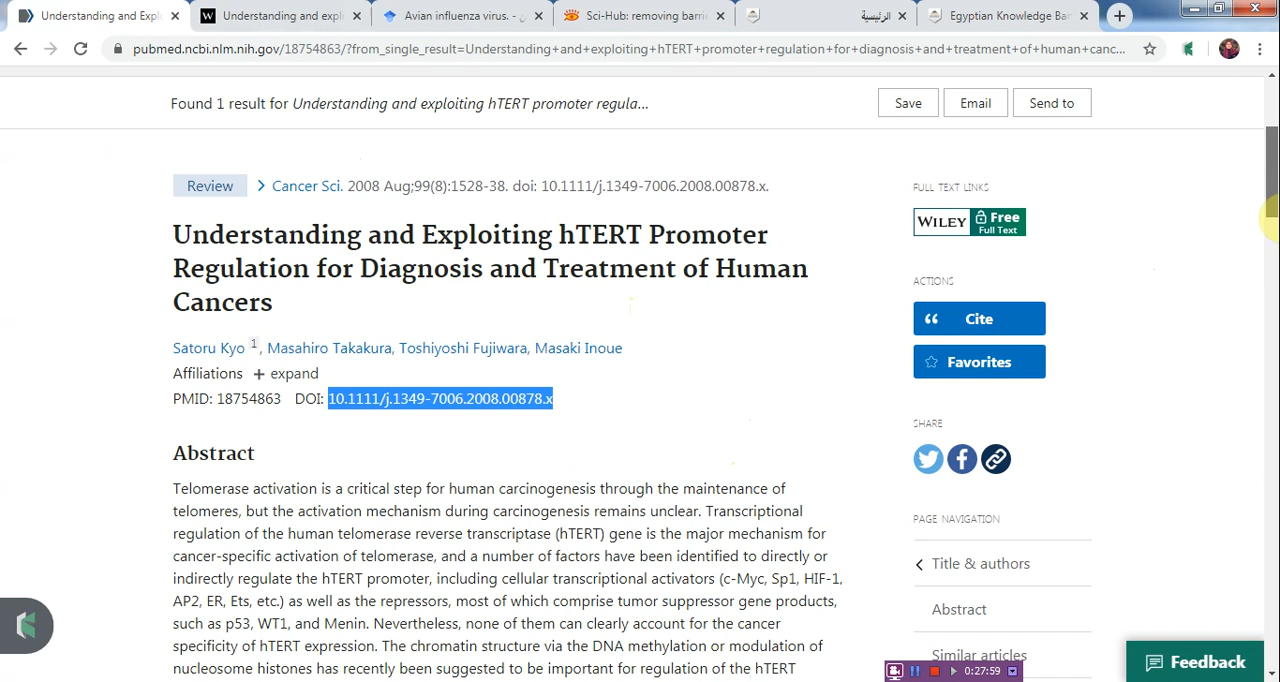 Understanding and Expl
Understanding and expl
Avian influenza virus. -
Sci-Hub: removing barrie
الرئيسية
Egyptian Knowledge Ba
pubmed.ncbi.nlm.nih.gov/18754863/?from_single_result=Understanding+and+exploiting+hTERT+promoter+regulation+for+diagnosis+and+treatment+of+human+canc...
Found 1 result for Understanding and exploiting hTERT promoter regula...
Save
Email
Send to
Review
Cancer Sci. 2008 Aug;99(8):1528-38. doi: 10.1111/j.1349-7006.2008.00878.x.
Understanding and Exploiting hTERT Promoter
Regulation for Diagnosis and Treatment of Human
Cancers
Satoru Kyo 1, Masahiro Takakura, Toshiyoshi Fujiwara, Masaki Inoue
Affiliations + expand
PMID: 18754863 DOI: 10.1111/j.1349-7006.2008.00878.x
Abstract
Telomerase activation is a critical step for human carcinogenesis through the maintenance of
telomeres, but the activation mechanism during carcinogenesis remains unclear. Transcriptional
regulation of the human telomerase reverse transcriptase (hTERT) gene is the major mechanism for
cancer-specific activation of telomerase, and a number of factors have been identified to directly or
indirectly regulate the hTERT promoter, including cellular transcriptional activators (c-Myc, Sp1, HIF-1,
AP2, ER, Ets, etc.) as well as the repressors, most of which comprise tumor suppressor gene products,
such as p53, WT1, and Menin. Nevertheless, none of them can clearly account for the cancer
specificity of hTERT expression. The chromatin structure via the DNA methylation or modulation of
nucleosome histones has recently been suggested to be important for regulation of the hTERT
FULL TEXT LINKS
WILEY Free
Full Text
ACTIONS
Cite
Favorites
SHARE
PAGE NAVIGATION
Title & authors
Abstract
Similar articles
0:27:59
Feedback